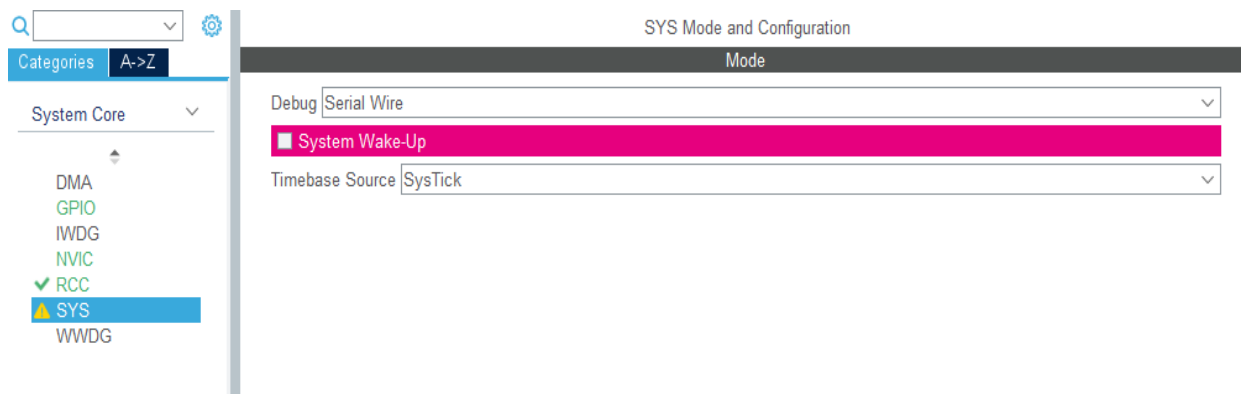 Categories
A->Z
System Core
DMA
GPIO
IWDG
NVIC
RCC
SYS
WWDG
SYS Mode and Configuration
Mode
Debug Serial Wire
System Wake-Up
Timebase Source SysTick